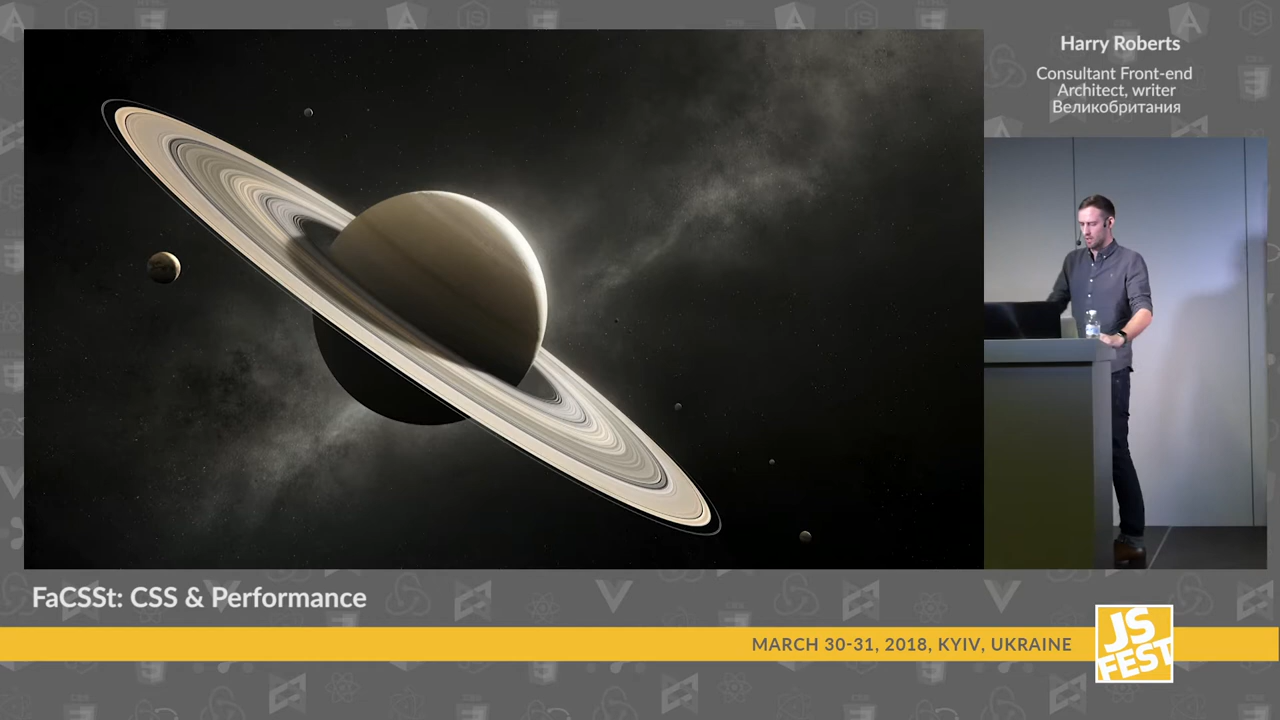 Harry Roberts
Consultant Front-end
Architect, writer
Великобритания
FaCSSt: CSS & Performance
MARCH 30-31, 2018, KYIV, UKRAINE
JS
FEST